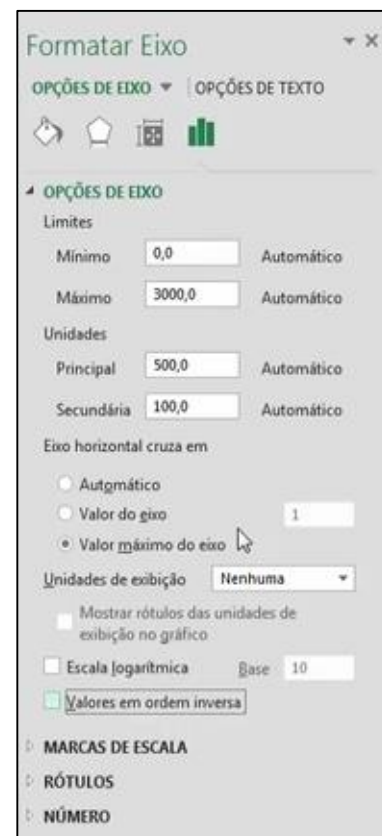 Formatar Eixo
OPÇÕES DE EIXO OPÇÕES DE TEXTO
OPÇÕES DE EIXO
Limites
Mínimo 0,0 Automático
Máximo 3000,0 Automático
Unidades
Principal 500,0 Automático
Secundária 100,0 Automático
Eixo horizontal cruza em
Automático
Valor do eixo 1
Valor máximo do eixo
Unidades de exibição Nenhuma
Mostrar rótulos das unidades de
exibição no gráfico
Escala logarítmica Base 10
Valores em ordem inversa
MARCAS DE ESCALA
RÓTULOS
NÚMERO